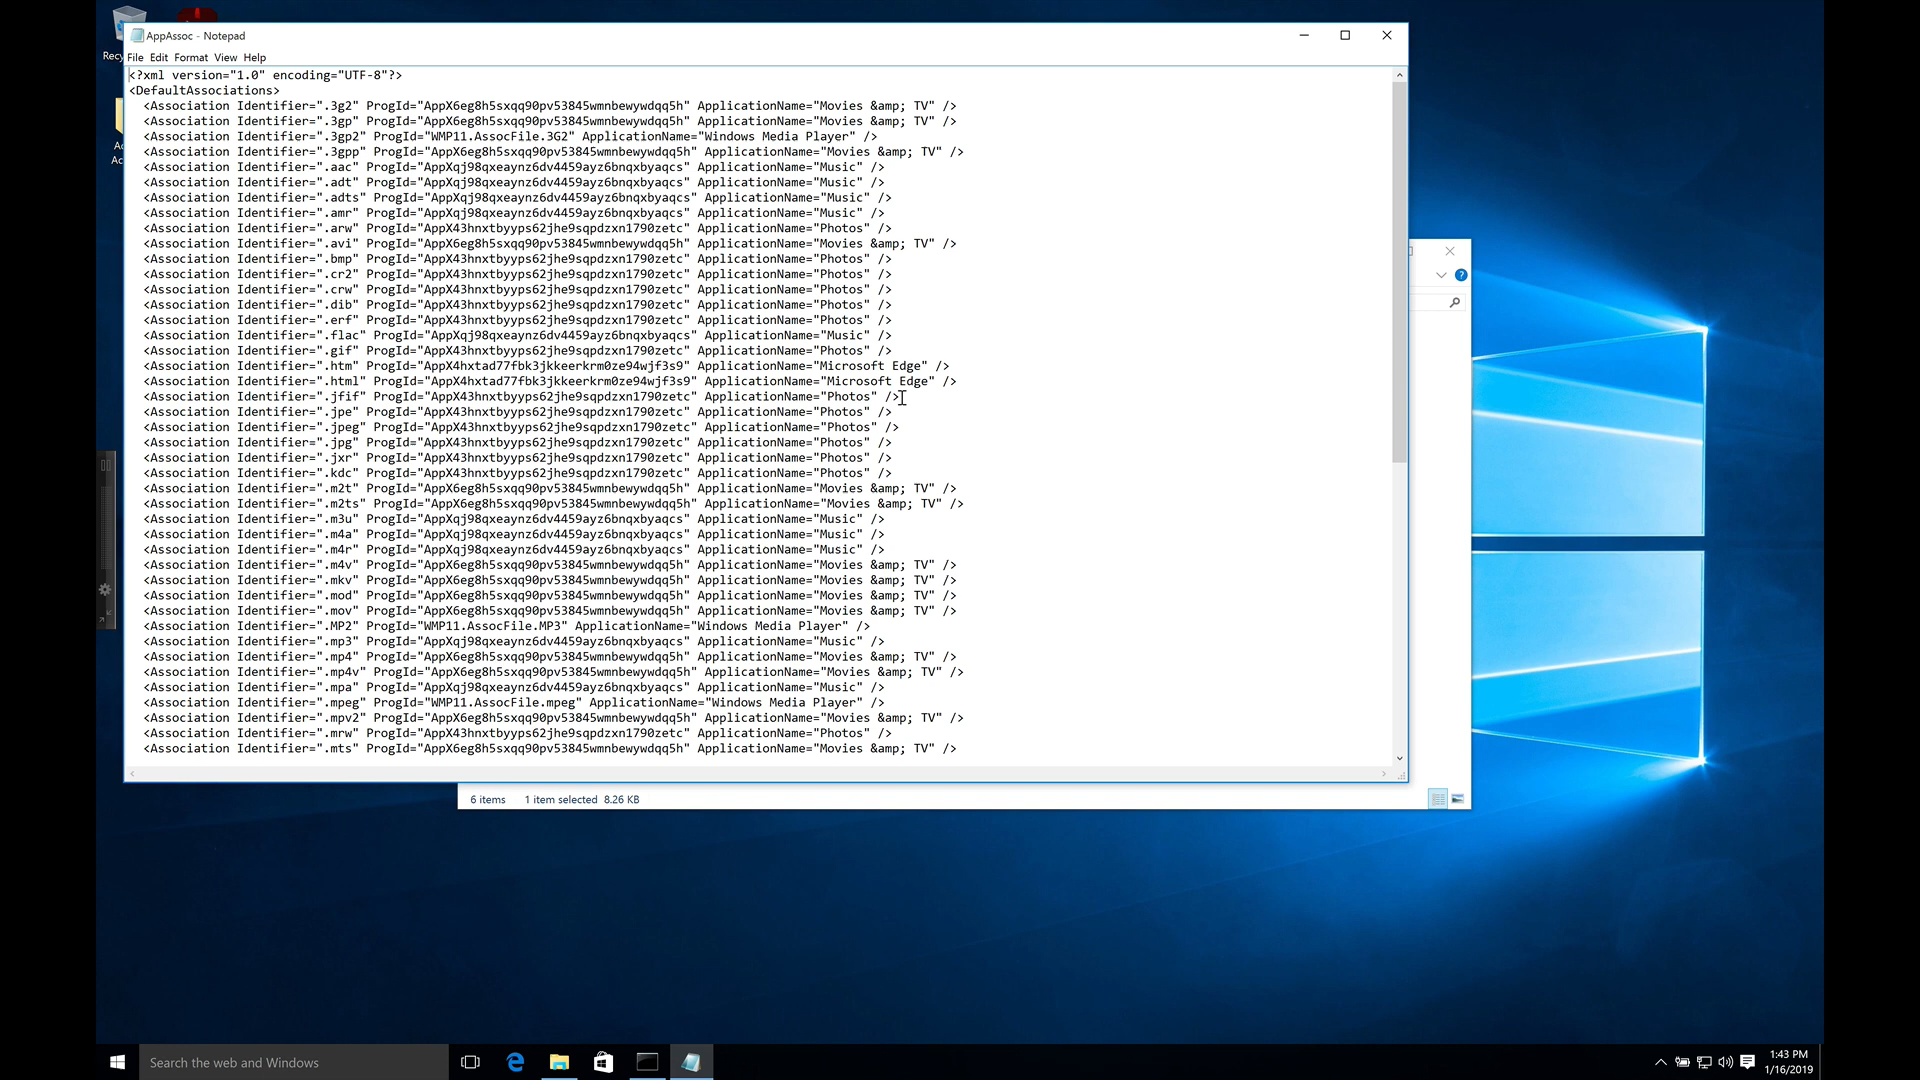 Recy
AppAssoc - Notepad
File Edit Format View Help
<?xml version="1.0" encoding="UTF-8"?>
<DefaultAssociations>
<Association Identifier=".3g2" ProgId="AppX6eg8h5sxqq90pv53845wmnbewywdqq5h" ApplicationName="Movies &amp; TV" />
<Association Identifier=".3gp" ProgId="AppX6eg8h5sxqq90pv53845wmnbewywdqq5h" ApplicationName="Movies &amp; TV" />
<Association Identifier=".3gp2" ProgId="WMP11.AssocFile.3G2" ApplicationName="Windows Media Player" />
<Association Identifier=".3gpp" ProgId="AppX6eg8h5sxqq90pv53845wmnbewywdqq5h" ApplicationName="Movies &amp; TV" />
<Association Identifier=".aac" ProgId="AppXqj98qxeaynz6dv4459ayz6bnqxbyaqcs" ApplicationName="Music" />
<Association Identifier=".adt" ProgId="AppXqj98qxeaynz6dv4459ayz6bnqxbyaqcs" ApplicationName="Music" />
<Association Identifier=".adts" ProgId="AppXqj98qxeaynz6dv4459ayz6bnqxbyaqcs" ApplicationName="Music" />
<Association Identifier=".amr" ProgId="AppXqj98qxeaynz6dv4459ayz6bnqxbyaqcs" ApplicationName="Music" />
<Association Identifier=".arw" ProgId="AppX43hnxtbyyps62jhe9sqpdzxn1790zetc" ApplicationName="Photos" />
<Association Identifier=".avi" ProgId="AppX6eg8h5sxqq90pv53845wmnbewywdqq5h" ApplicationName="Movies &amp; TV" />
<Association Identifier=".bmp" ProgId="AppX43hnxtbyyps62jhe9sqpdzxn1790zetc" ApplicationName="Photos" />
<Association Identifier=".cr2" ProgId="AppX43hnxtbyyps62jhe9sqpdzxn1790zetc" ApplicationName="Photos" />
<Association Identifier=".crw" ProgId="AppX43hnxtbyyps62jhe9sqpdzxn1790zetc" ApplicationName="Photos" />
<Association Identifier=".dib" ProgId="AppX43hnxtbyyps62jhe9sqpdzxn1790zetc" ApplicationName="Photos" />
<Association Identifier=".erf" ProgId="AppX43hnxtbyyps62jhe9sqpdzxn1790zetc" ApplicationName="Photos" />
<Association Identifier=".flac" ProgId="AppXqj98qxeaynz6dv4459ayz6bnqxbyaqcs" ApplicationName="Music" />
<Association Identifier=".gif" ProgId="AppX43hnxtbyyps62jhe9sqpdzxn1790zetc" ApplicationName="Photos" />
<Association Identifier=".htm" ProgId="AppX4hxtad77fbk3jkkeerkrm0ze94wjf3s9" ApplicationName="Microsoft Edge" />
<Association Identifier=".html" ProgId="AppX4hxtad77fbk3jkkeerkrm0ze94wjf3s9" ApplicationName="Microsoft Edge" />
<Association Identifier=".jfif" ProgId="AppX43hnxtbyyps62jhe9sqpdzxn1790zetc" ApplicationName="Photos" />
<Association Identifier=".jpe" ProgId="AppX43hnxtbyyps62jhe9sqpdzxn1790zetc" ApplicationName="Photos" />
<Association Identifier=".jpeg" ProgId="AppX43hnxtbyyps62jhe9sqpdzxn1790zetc" ApplicationName="Photos" />
<Association Identifier=".jpg" ProgId="AppX43hnxtbyyps62jhe9sqpdzxn1790zetc" ApplicationName="Photos" />
<Association Identifier=".jxr" ProgId="AppX43hnxtbyyps62jhe9sqpdzxn1790zetc" ApplicationName="Photos" />
<Association Identifier=".kdc" ProgId="AppX43hnxtbyyps62jhe9sqpdzxn1790zetc" ApplicationName="Photos" />
<Association Identifier=".m2t" ProgId="AppX6eg8h5sxqq90pv53845wmnbewywdqq5h" ApplicationName="Movies &amp; TV" />
<Association Identifier=".m2ts" ProgId="AppX6eg8h5sxqq90pv53845wmnbewywdqq5h" ApplicationName="Movies &amp; TV" />
<Association Identifier=".m3u" ProgId="AppXqj98qxeaynz6dv4459ayz6bnqxbyaqcs" ApplicationName="Music" />
<Association Identifier=".m4a" ProgId="AppXqj98qxeaynz6dv4459ayz6bnqxbyaqcs" ApplicationName="Music" />
<Association Identifier=".m4r" ProgId="AppXqj98qxeaynz6dv4459ayz6bnqxbyaqcs" ApplicationName="Music" />
<Association Identifier=".m4v" ProgId="AppX6eg8h5sxqq90pv53845wmnbewywdqq5h" ApplicationName="Movies &amp; TV" />
<Association Identifier=".mkv" ProgId="AppX6eg8h5sxqq90pv53845wmnbewywdqq5h" ApplicationName="Movies &amp; TV" />
<Association Identifier=".mod" ProgId="AppX6eg8h5sxqq90pv53845wmnbewywdqq5h" ApplicationName="Movies &amp; TV" />
<Association Identifier=".mov" ProgId="AppX6eg8h5sxqq90pv53845wmnbewywdqq5h" ApplicationName="Movies &amp; TV" />
<Association Identifier=".MP2" ProgId="WMP11.AssocFile.MP3" ApplicationName="Windows Media Player" />
<Association Identifier=".mp3" ProgId="AppXqj98qxeaynz6dv4459ayz6bnqxbyaqcs" ApplicationName="Music" />
<Association Identifier=".mp4" ProgId="AppX6eg8h5sxqq90pv53845wmnbewywdqq5h" ApplicationName="Movies &amp; TV" />
<Association Identifier=".mp4v" ProgId="AppX6eg8h5sxqq90pv53845wmnbewywdqq5h" ApplicationName="Movies &amp; TV" />
<Association Identifier=".mpa" ProgId="AppXqj98qxeaynz6dv4459ayz6bnqxbyaqcs" ApplicationName="Music" />
<Association Identifier=".mpeg" ProgId="WMP11.AssocFile.mpeg" ApplicationName="Windows Media Player" />
<Association Identifier=".mpv2" ProgId="AppX6eg8h5sxqq90pv53845wmnbewywdqq5h" ApplicationName="Movies &amp; TV" />
<Association Identifier=".mrw" ProgId="AppX43hnxtbyyps62jhe9sqpdzxn1790zetc" ApplicationName="Photos" />
<Association Identifier=".mts" ProgId="AppX6eg8h5sxqq90pv53845wmnbewywdqq5h" ApplicationName="Movies &amp; TV" />
6 items 1 item selected 8.26 KB
Search the web and Windows
1:43 PM
1/16/2019